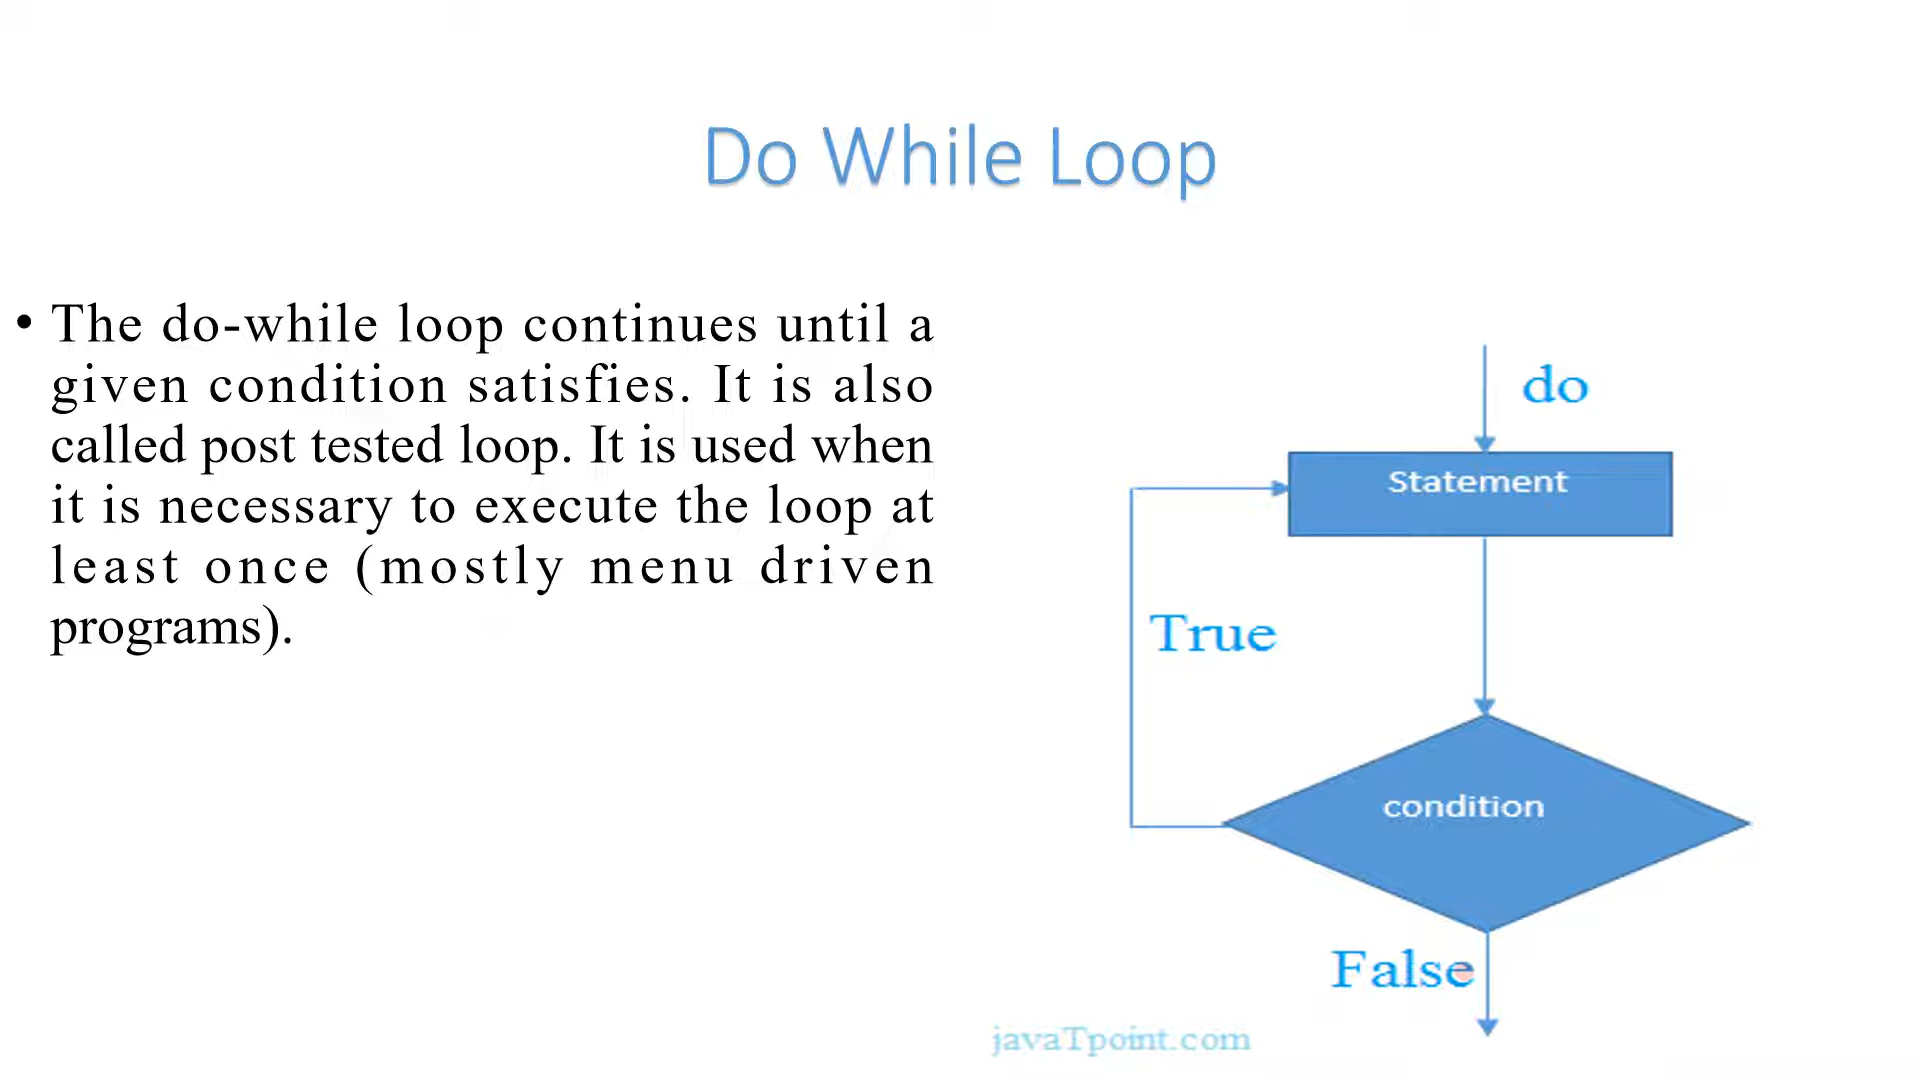 Do While Loop
• The do-while loop continues until a
given condition satisfies. It is also
called post tested loop. It is used when
it is necessary to execute the loop at
least once (mostly menu driven
programs).
do
Statement
True
condition
False
javaTpoint.com